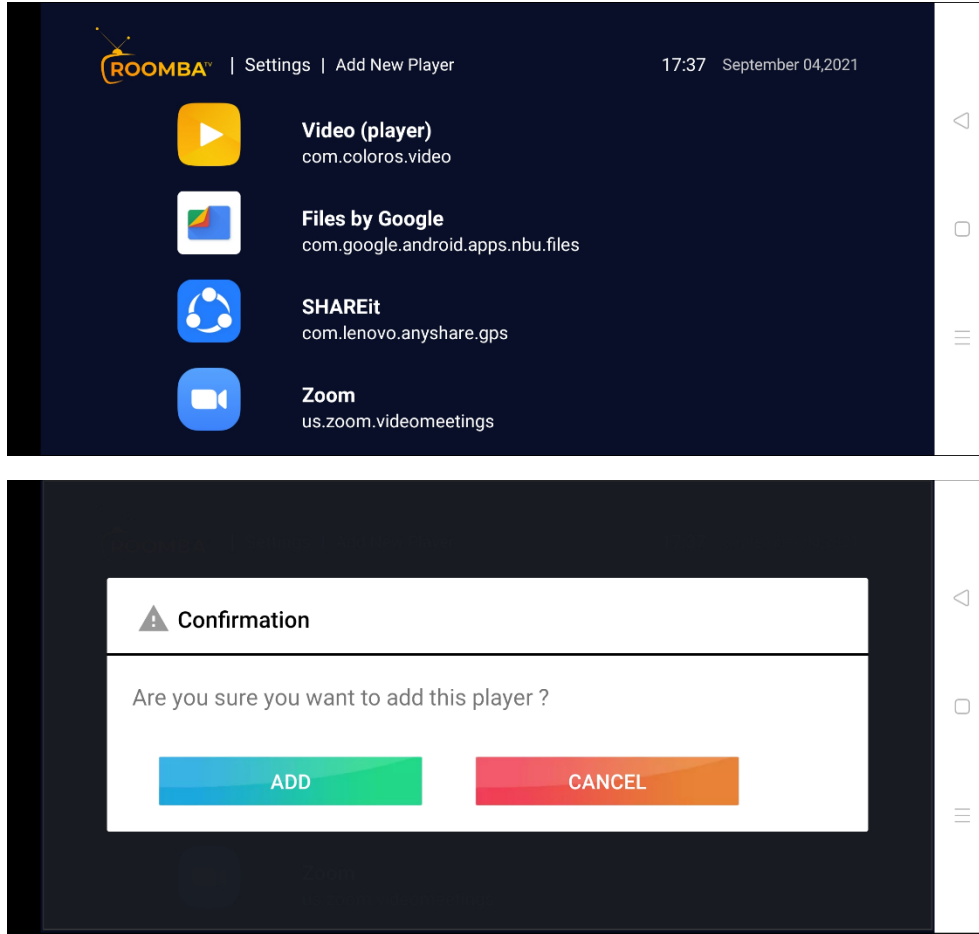 ROOMBA TV | Settings | Add New Player 17:37 September 04,2021
Video (player)
com.coloros.video
Files by Google
com.google.android.apps.nbu.files
SHAREit
com.lenovo.anyshare.gps
Zoom
us.zoom.videomeetings
Confirmation
Are you sure you want to add this player ?
ADD CANCEL
Zoom